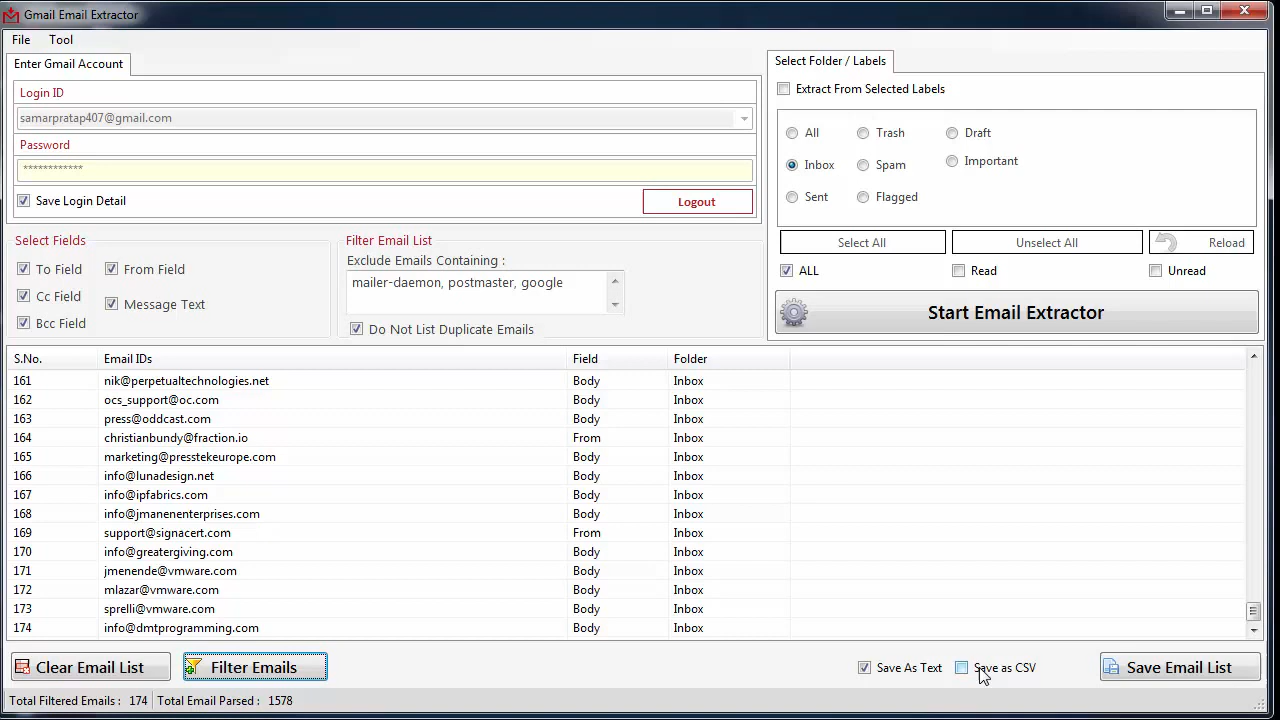 Gmail Email Extractor
File Tool
Enter Gmail Account
Login ID
samarpratap407@gmail.com
Password
************
Save Login Detail
Logout
Select Folder / Labels
Extract From Selected Labels
All Trash Draft
Inbox Spam Important
Sent Flagged
Select All Unselect All Reload
ALL Read Unread
Start Email Extractor
Select Fields
To Field From Field
Cc Field Message Text
Bcc Field
Filter Email List
Exclude Emails Containing :
mailer-daemon, postmaster, google
Do Not List Duplicate Emails
S.No. Email IDs Field Folder
161 nik@perpetualtechnologies.net Body Inbox
162 ocs_support@oc.com Body Inbox
163 press@oddcast.com Body Inbox
164 christianbundy@fraction.io From Inbox
165 marketing@presstekeurope.com Body Inbox
166 info@lunadesign.net Body Inbox
167 info@ipfabrics.com Body Inbox
168 info@jmanenenterprises.com Body Inbox
169 support@signacert.com From Inbox
170 info@greatergiving.com Body Inbox
171 jmenende@vmware.com Body Inbox
172 mlazar@vmware.com Body Inbox
173 sprelli@vmware.com Body Inbox
174 info@dmtprogramming.com Body Inbox
Clear Email List Filter Emails Save As Text Save as CSV Save Email List
Total Filtered Emails : 174 Total Email Parsed : 1578